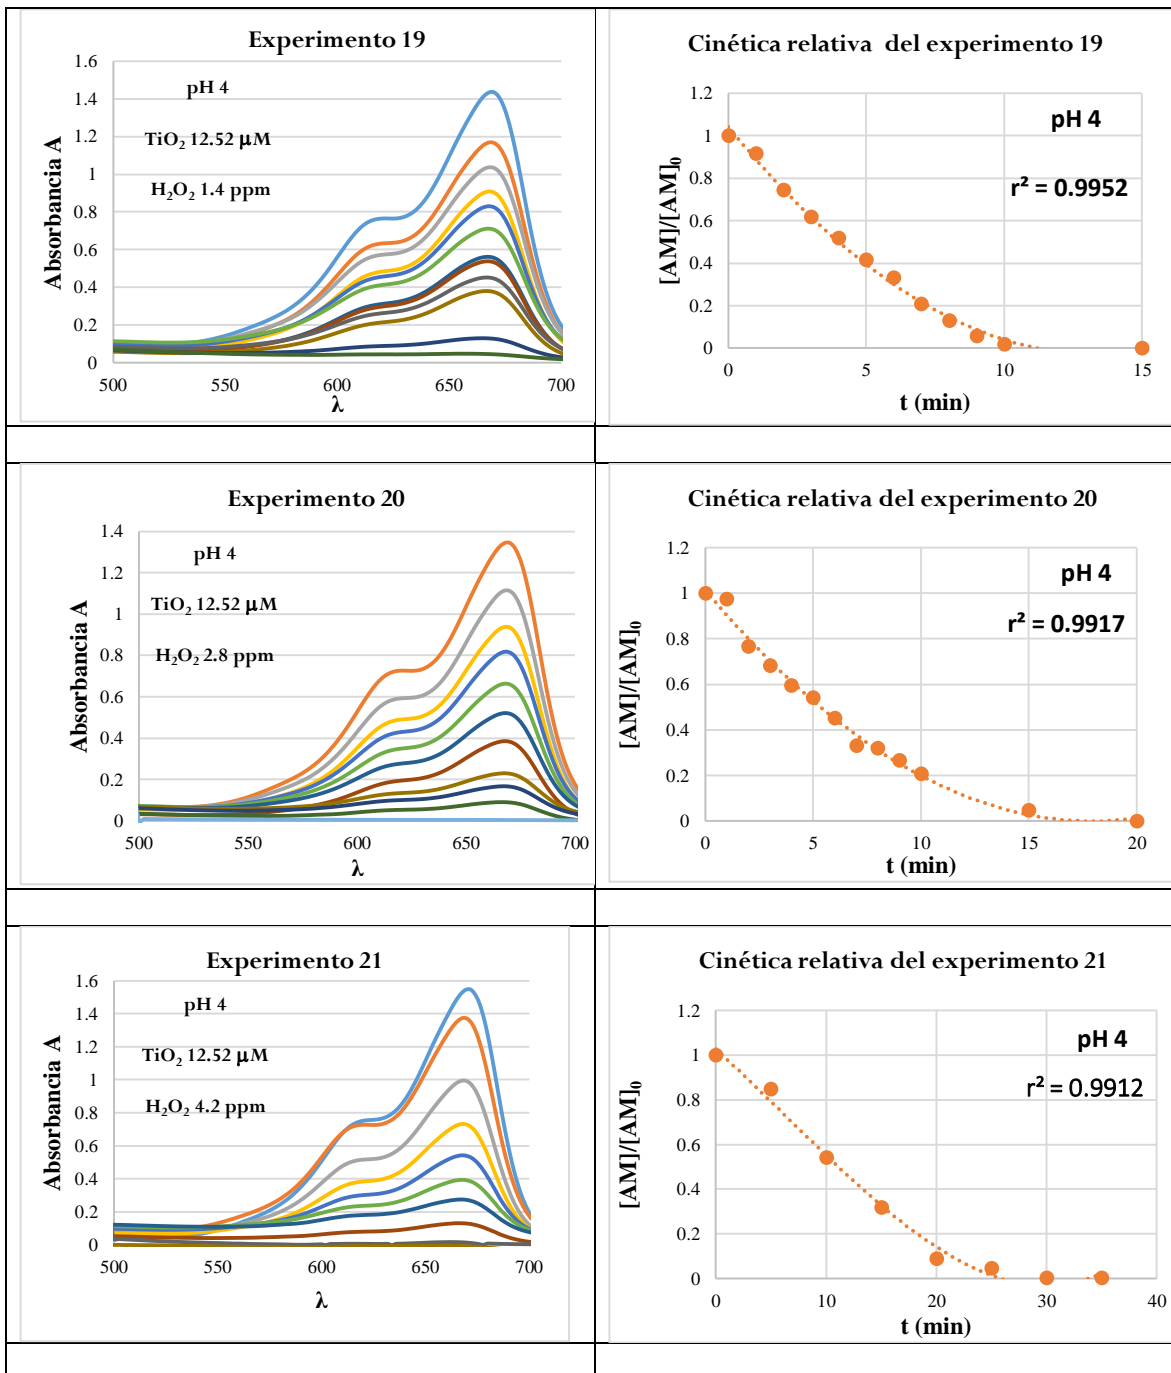 Experimento 19
pH 4
TiO₂ 12.52 µM
H₂O₂ 1.4 ppm
Absorbancia A
1.6
1.4
1.2
1
0.8
0.6
0.4
0.2
0
500 550 600 650 700
λ
Cinética relativa del experimento 19
pH 4
r² = 0.9952
[AM]/[AM]₀
1.2
1
0.8
0.6
0.4
0.2
0
0 5 10 15
t (min)
Experimento 20
pH 4
TiO₂ 12.52 µM
H₂O₂ 2.8 ppm
Absorbancia A
1.4
1.2
1
0.8
0.6
0.4
0.2
0
500 550 600 650 700
λ
Cinética relativa del experimento 20
pH 4
r² = 0.9917
[AM]/[AM]₀
1.2
1
0.8
0.6
0.4
0.2
0
0 5 10 15 20
t (min)
Experimento 21
pH 4
TiO₂ 12.52 µM
H₂O₂ 4.2 ppm
Absorbancia A
1.6
1.4
1.2
1
0.8
0.6
0.4
0.2
0
500 550 600 650 700
λ
Cinética relativa del experimento 21
pH 4
r² = 0.9912
[AM]/[AM]₀
1.2
1
0.8
0.6
0.4
0.2
0
0 10 20 30 40
t (min)